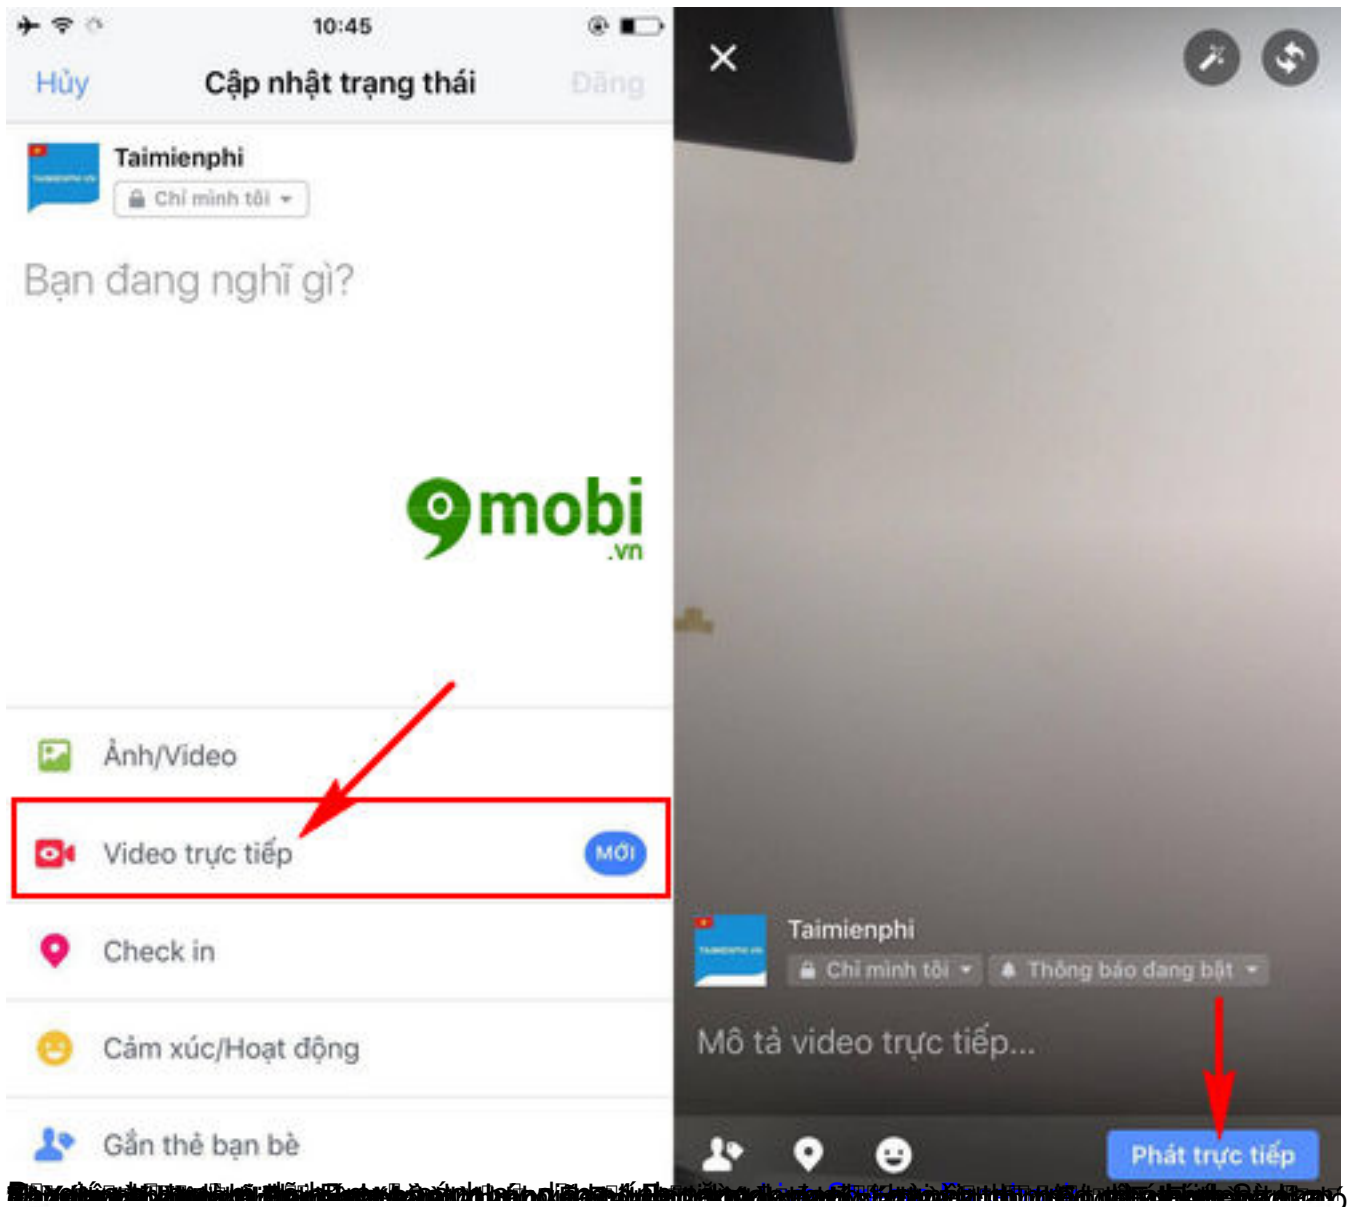 10:45
Hủy
Cập nhật trạng thái
Đăng
Taimienphi
Chỉ mình tôi
Bạn đang nghĩ gì?
9mobi
.vn
Ảnh/Video
Video trực tiếp
MỚI
Check in
Cảm xúc/Hoạt động
Gắn thẻ bạn bè
Taimienphi
Chỉ mình tôi
Thông báo đang bật
Mô tả video trực tiếp...
Phát trực tiếp